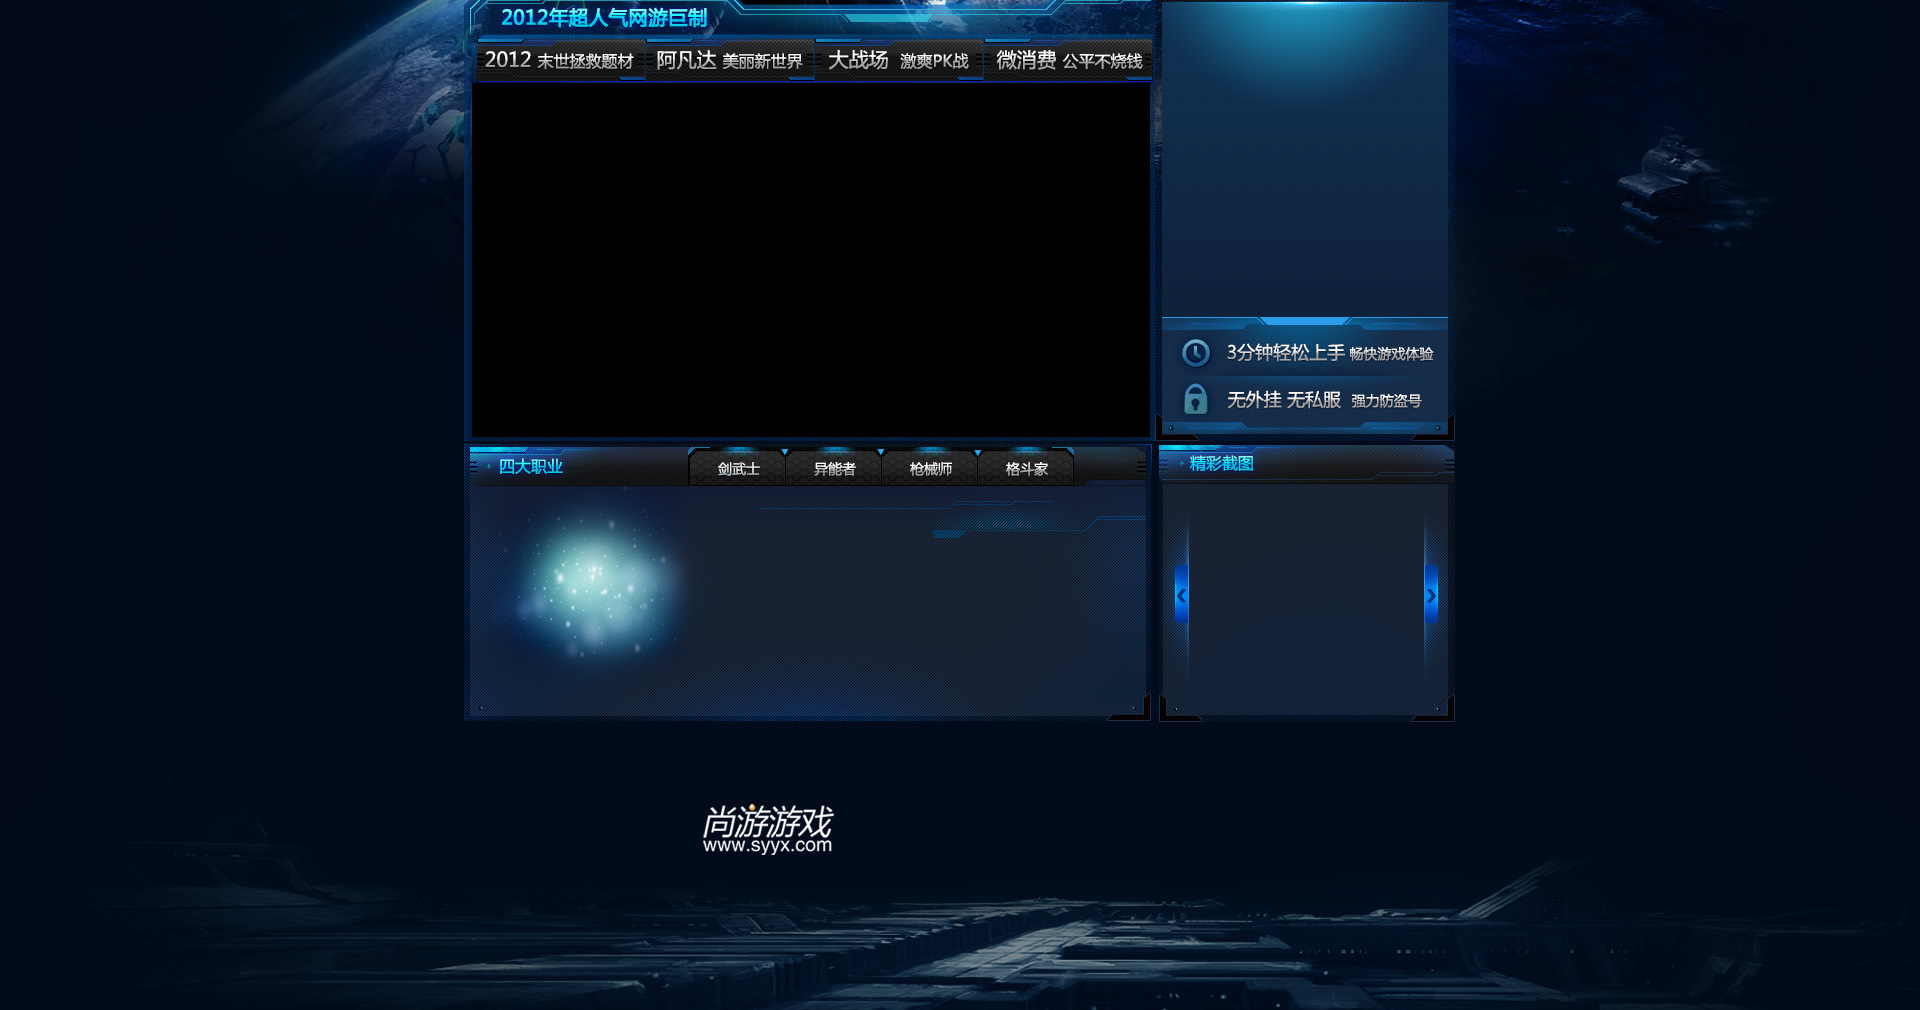 2012年超人气网游巨制
2012 末世拯救题材 阿凡达 美丽新世界 大战场 激爽PK战 微消费 公平不烧钱
3分钟轻松上手 畅快游戏体验
无外挂 无私服 强力防盗号
四大职业 剑武士 异能者 枪械师 格斗家
精彩截图
尚游游戏
www.syyx.com